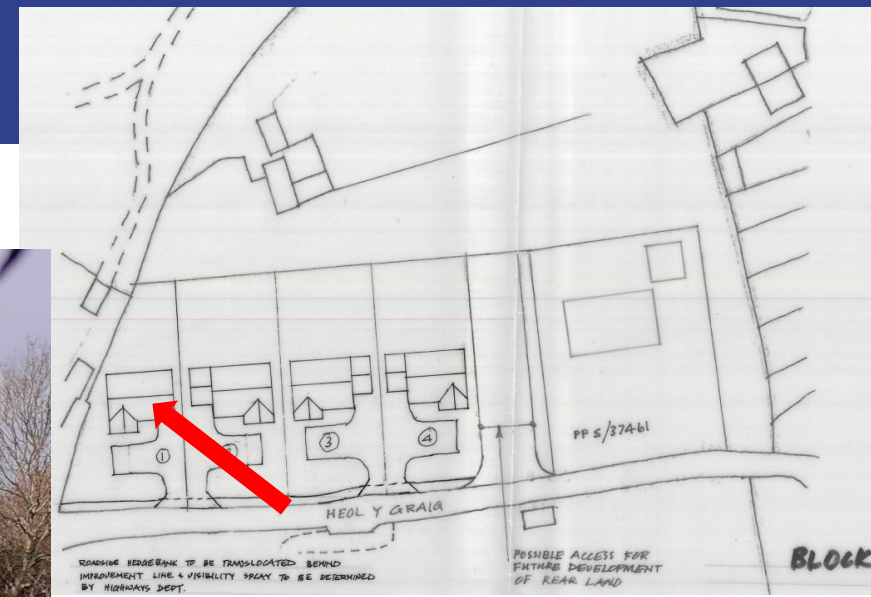 ①
②
③
④
PP S/37461
HEOL Y GRAIG
ROADSIDE HEDGEBANK TO BE TRANSLOCATED BEHIND
IMPROVEMENT LINE & VISIBILITY SPLAY TO BE DETERMINED
BY HIGHWAYS DEPT.
POSSIBLE ACCESS FOR
FUTURE DEVELOPMENT
OF REAR LAND
BLOCK